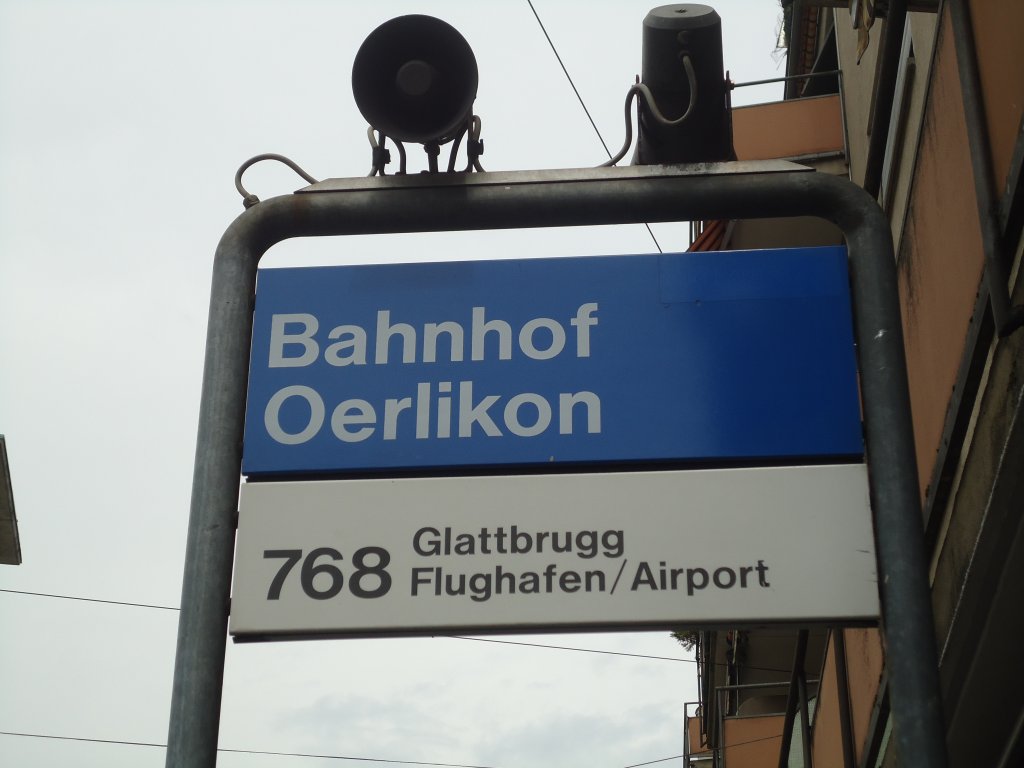 Bahnhof
Oerlikon
768 Glattbrugg
Flughafen/Airport